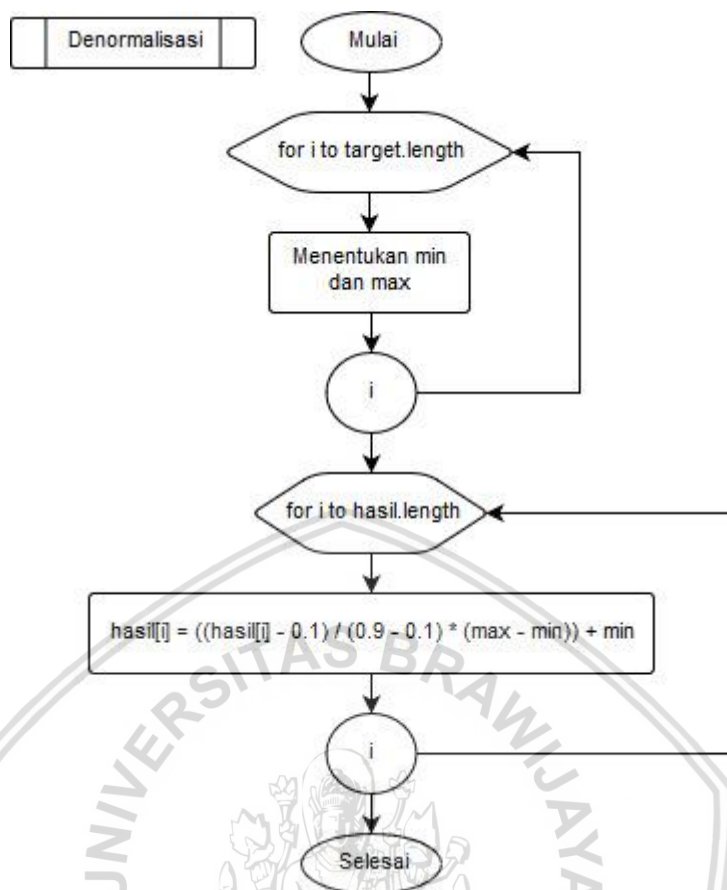 Denormalisasi
Mulai
for i to target.length
Menentukan min
dan max
i
for i to hasil.length
hasil[i] = ((hasil[i] - 0.1) / (0.9 - 0.1) * (max - min)) + min
i
Selesai
UNIVERSITAS BRAWIJAYA